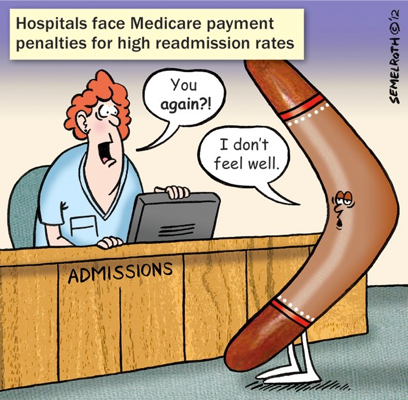 Hospitals face Medicare payment
penalties for high readmission rates
You
again?!
I don't
feel well.
ADMISSIONS
SEMELROTH ©'12